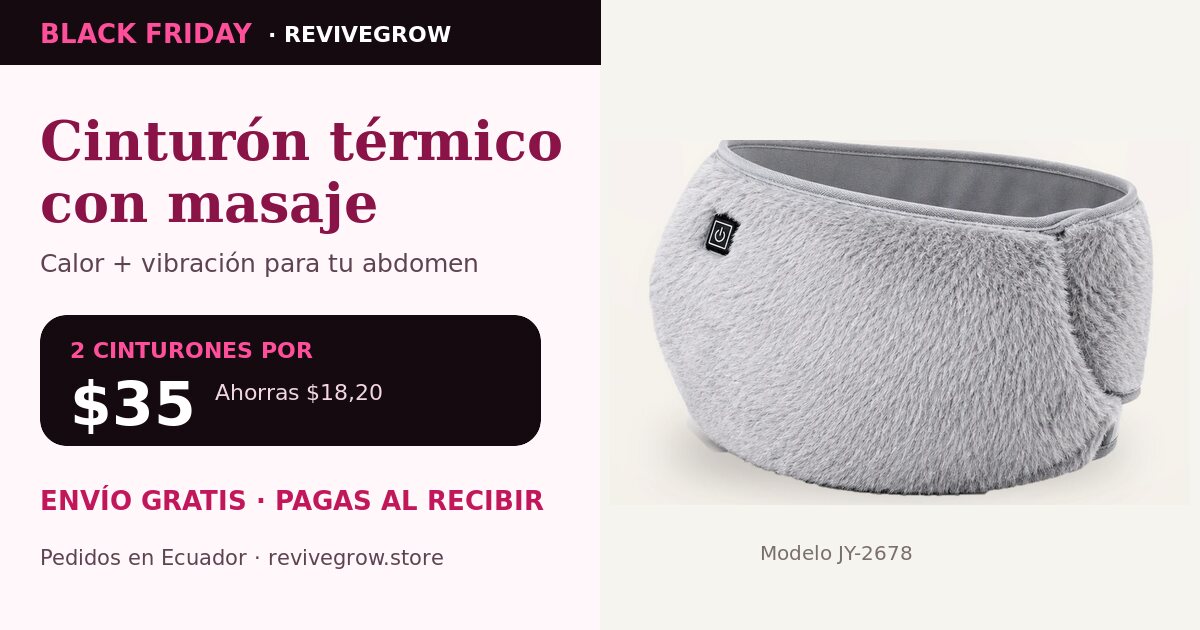 BLACK FRIDAY · REVIVEGROW
Cinturón térmico
con masaje
Calor + vibración para tu abdomen
2 CINTURONES POR
$35 Ahorras $18,20
ENVÍO GRATIS · PAGAS AL RECIBIR
Pedidos en Ecuador · revivegrow.store
Modelo JY-2678